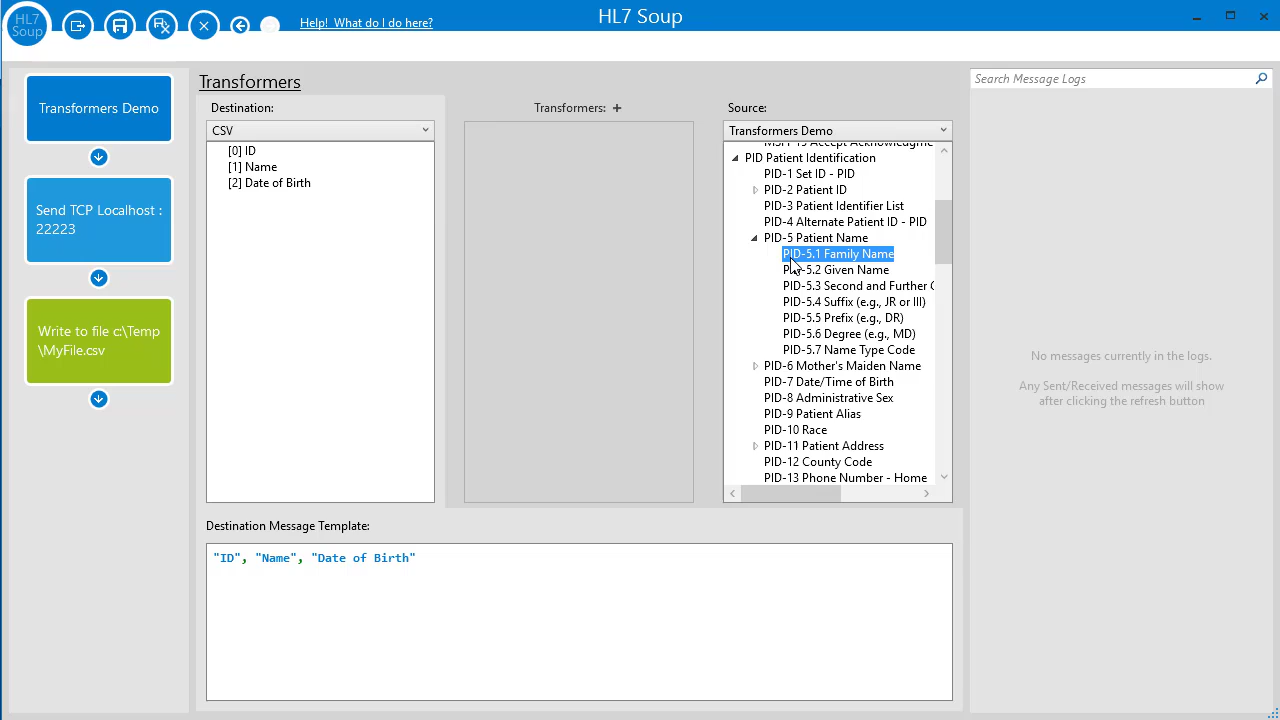 HL7 Soup
HL7
Soup
Help! What do I do here?
Transformers Demo
Send TCP Localhost :
22223
Write to file c:\Temp
\MyFile.csv
Transformers
Destination:
CSV
[0] ID
[1] Name
[2] Date of Birth
Transformers: +
Source:
Transformers Demo
PID Patient Identification
PID-1 Set ID - PID
PID-2 Patient ID
PID-3 Patient Identifier List
PID-4 Alternate Patient ID - PID
PID-5 Patient Name
PID-5.1 Family Name
PID-5.2 Given Name
PID-5.3 Second and Further
PID-5.4 Suffix (e.g., JR or III)
PID-5.5 Prefix (e.g., DR)
PID-5.6 Degree (e.g., MD)
PID-5.7 Name Type Code
PID-6 Mother's Maiden Name
PID-7 Date/Time of Birth
PID-8 Administrative Sex
PID-9 Patient Alias
PID-10 Race
PID-11 Patient Address
PID-12 County Code
PID-13 Phone Number - Home
Destination Message Template:
"ID", "Name", "Date of Birth"
Search Message Logs
No messages currently in the logs.
Any Sent/Received messages will show
after clicking the refresh button